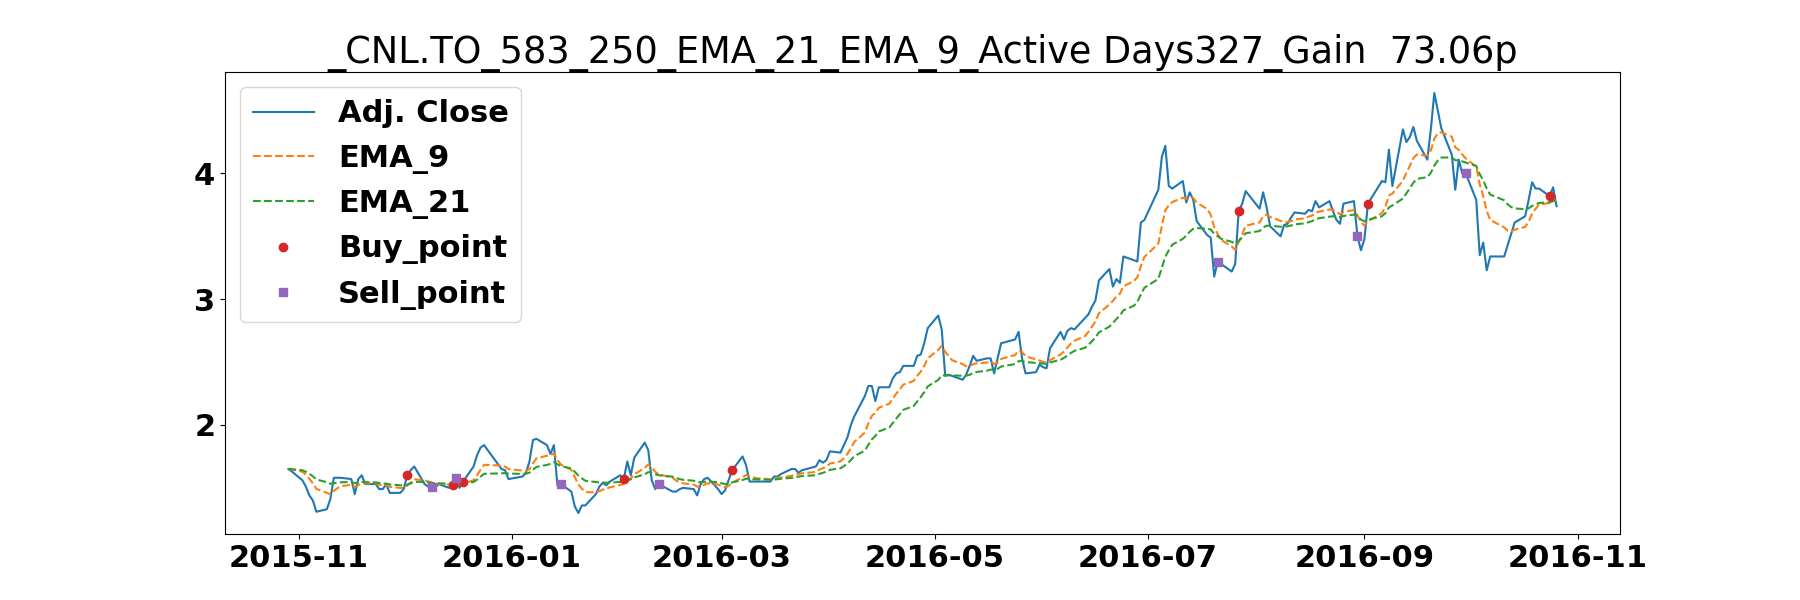 _CNL.TO_583_250_EMA_21_EMA_9_Active Days327_Gain  73.06p
Adj. Close
EMA_9
EMA_21
Buy_point
Sell_point
4
3
2
2015-11 2016-01 2016-03 2016-05 2016-07 2016-09 2016-11